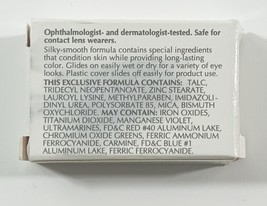 Ophthalmologist- and dermatologist-tested. Safe for
contact lens wearers.
Silky-smooth formula contains special ingredients
that condition skin while providing long-lasting
color. Glides on easily wet or dry for a variety of eye
looks. Plastic cover slides off easily for product use.
THIS EXCLUSIVE FORMULA CONTAINS: TALC,
TRIDECYL NEOPENTANOATE, ZINC STEARATE,
LAUROYL LYSINE, METHYLPARABEN, IMIDAZOLI-
DINYL UREA, POLYSORBATE 85, MICA, BISMUTH
OXYCHLORIDE. MAY CONTAIN: IRON OXIDES,
TITANIUM DIOXIDE, MANGANESE VIOLET,
ULTRAMARINES, FD&C RED #40 ALUMINUM LAKE,
CHROMIUM OXIDE GREENS, FERRIC AMMONIUM
FERROCYANIDE, CARMINE, FD&C BLUE #1
ALUMINUM LAKE, FERRIC FERROCYANIDE.